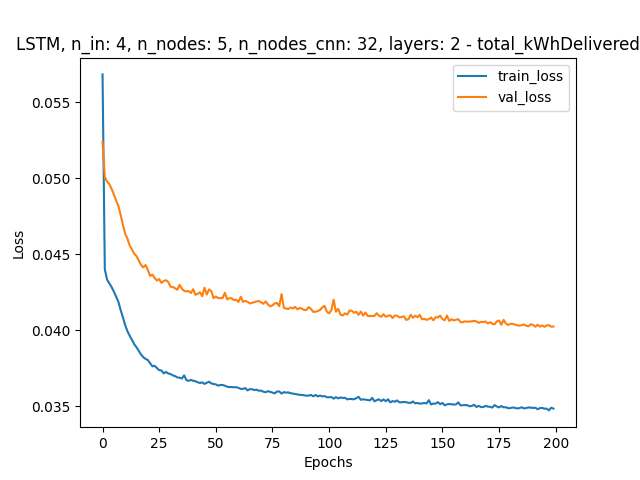 LSTM, n_in: 4, n_nodes: 5, n_nodes_cnn: 32, layers: 2 - total_kWhDelivered
train_loss
val_loss
0.055
0.050
0.045
0.040
0.035
Loss
0 25 50 75 100 125 150 175 200
Epochs